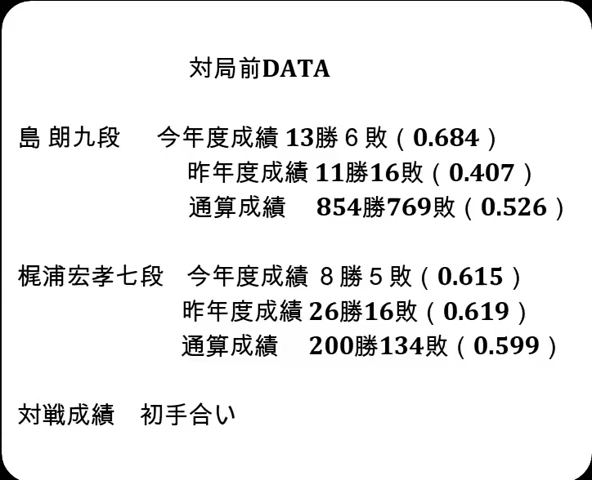 対局前DATA
島 朗九段　今年度成績 13勝６敗（0.684）
昨年度成績 11勝16敗（0.407）
通算成績　854勝769敗（0.526）
梶浦宏孝七段　今年度成績 ８勝５敗（0.615）
昨年度成績 26勝16敗（0.619）
通算成績　200勝134敗（0.599）
対戦成績　初手合い